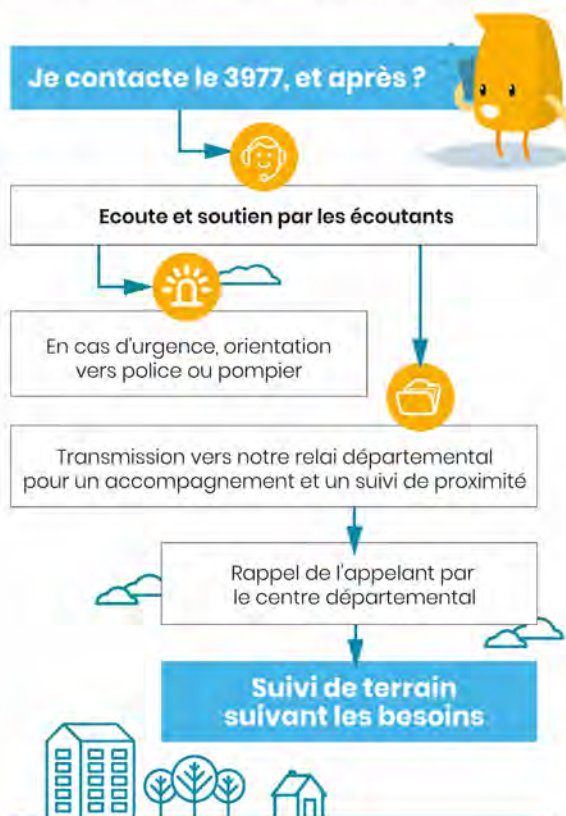 Je contacte le 3977, et après ?
Ecoute et soutien par les écoutants
En cas d'urgence, orientation
vers police ou pompier
Transmission vers notre relai départemental
pour un accompagnement et un suivi de proximité
Rappel de l'appelant par
le centre départemental
Suivi de terrain
suivant les besoins